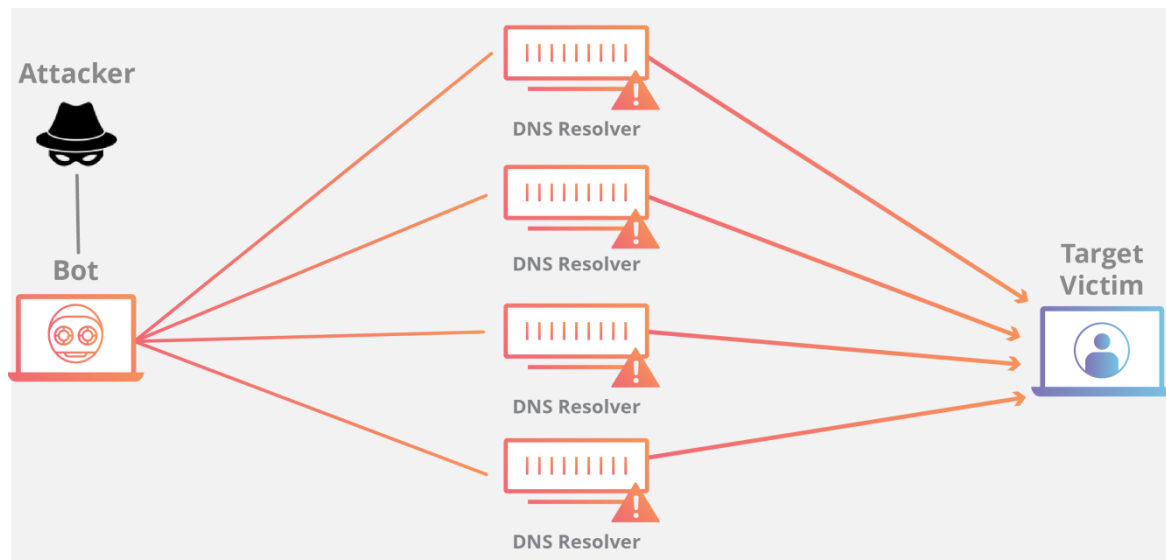 Attacker
Bot
DNS Resolver
DNS Resolver
DNS Resolver
DNS Resolver
Target
Victim